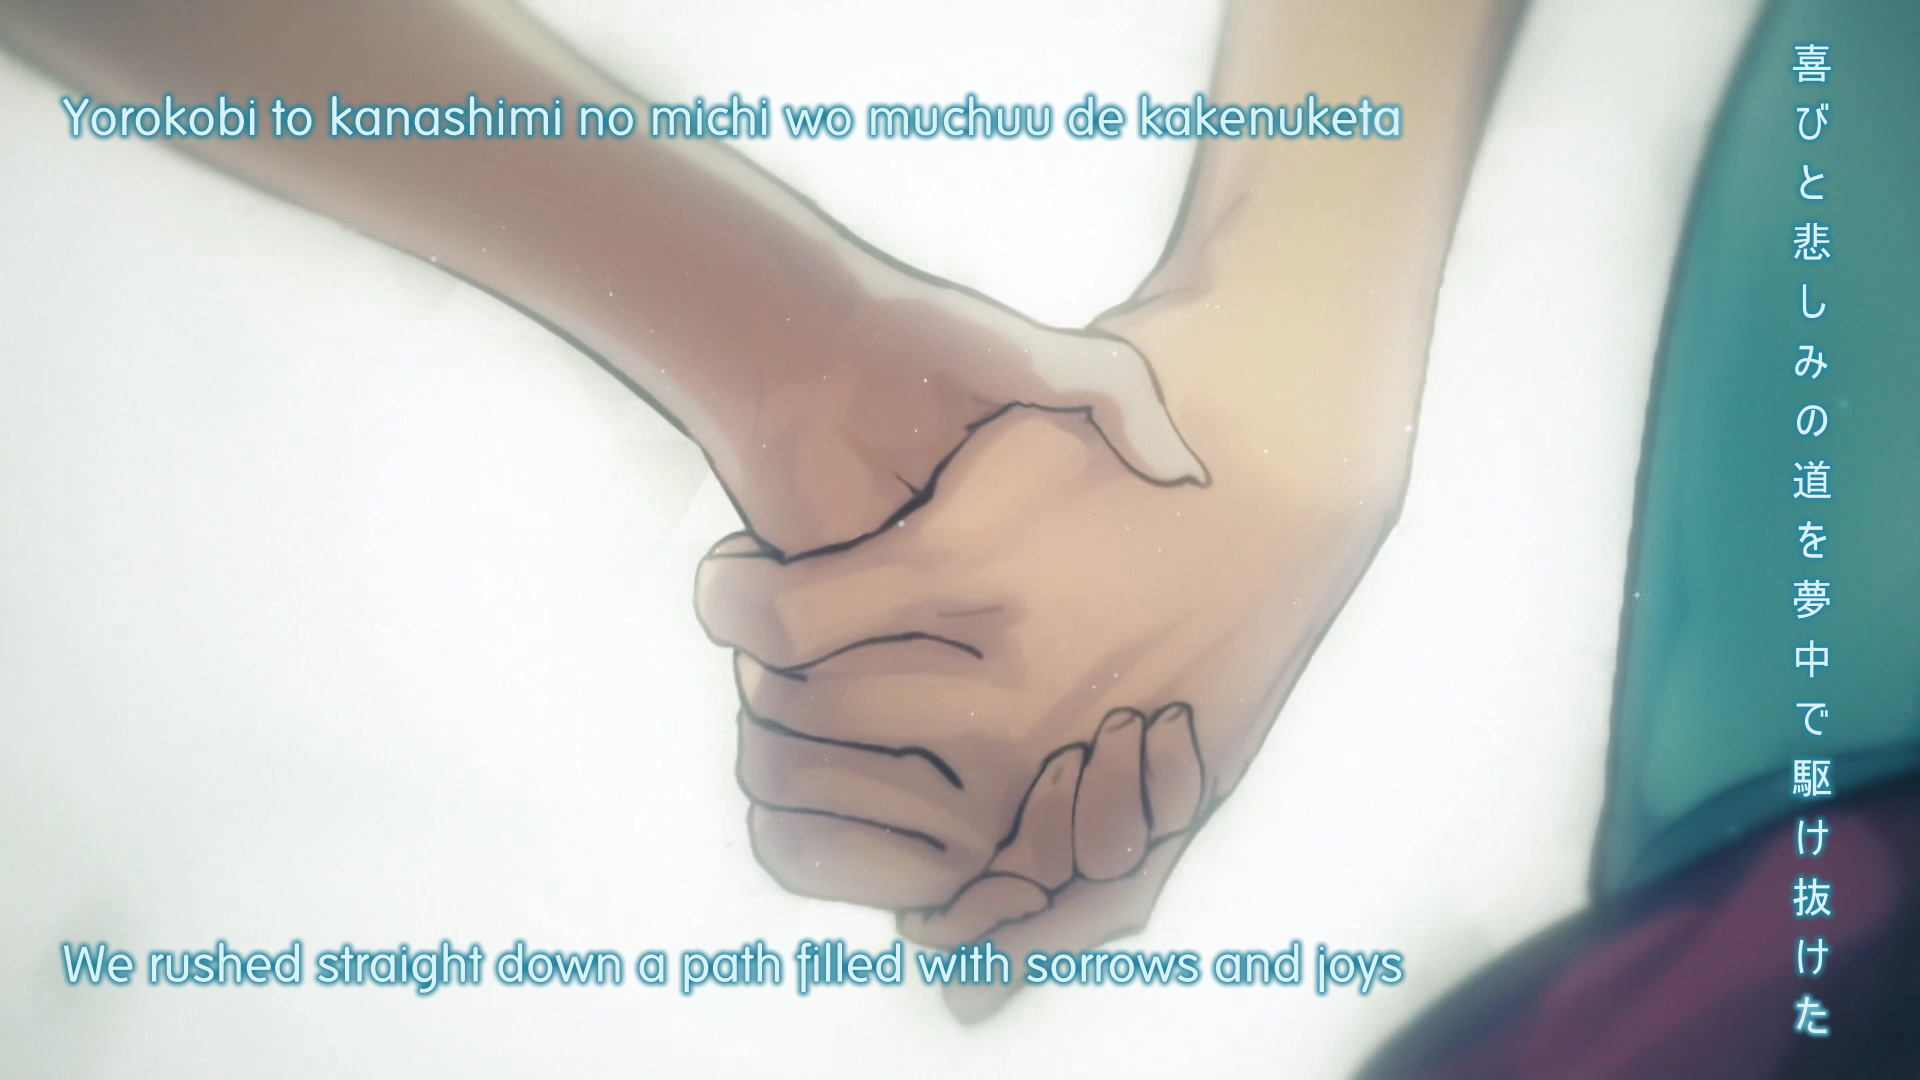 Yorokobi to kanashimi no michi wo muchuu de kakenuketa
喜びと悲しみの道を夢中で駆け抜けた
We rushed straight down a path filled with sorrows and joys